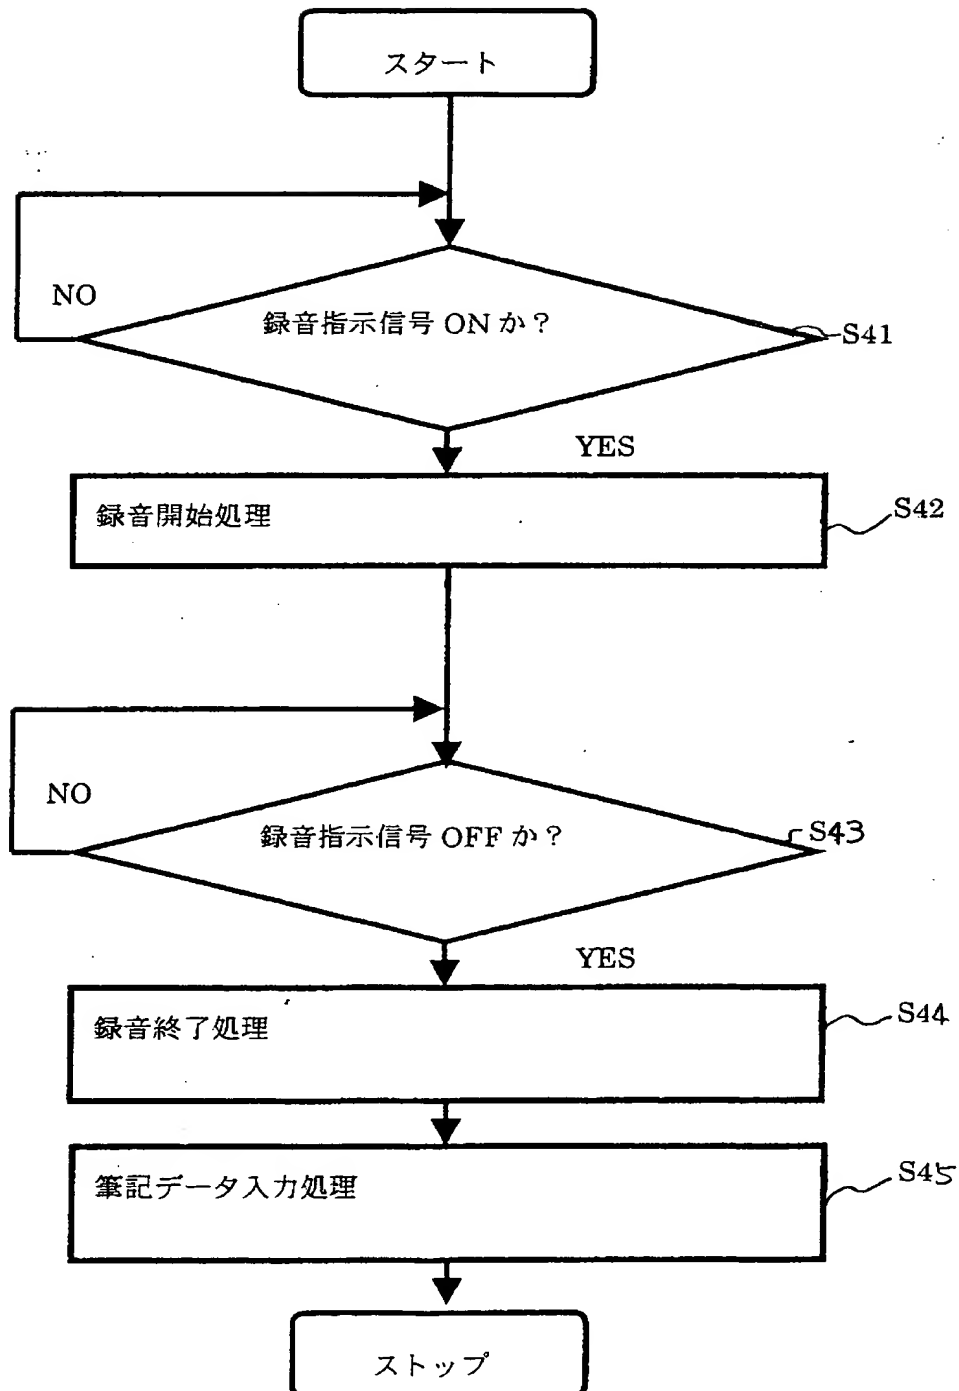 スタート
NO
録音指示信号 ON か?
S41
YES
録音開始処理
S42
NO
録音指示信号 OFF か?
S43
YES
録音終了処理
S44
筆記データ入力処理
S45
ストップ